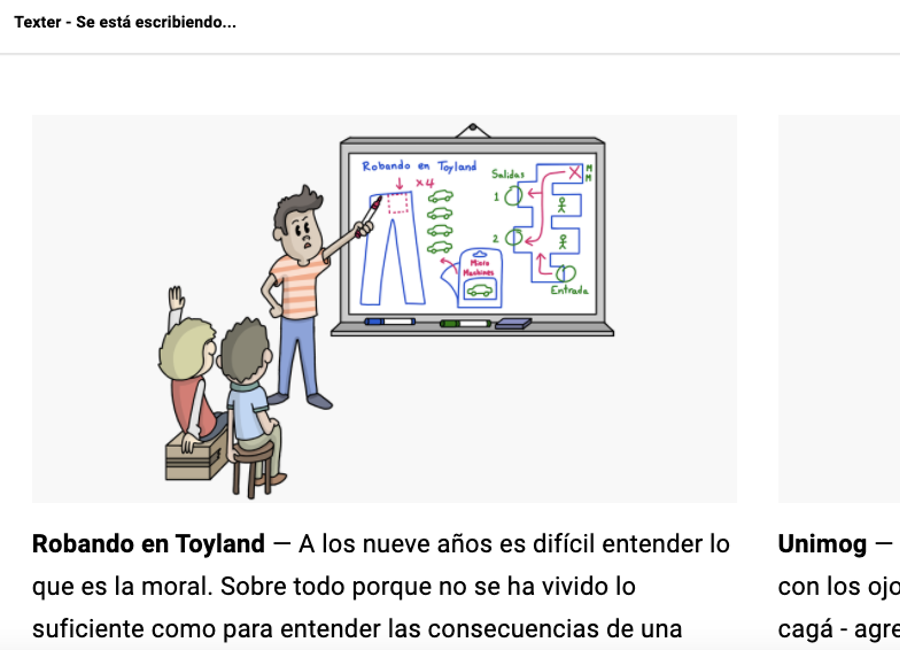 Texter - Se está escribiendo...
Robando en Toyland
x4
Salidas
1
2
M
M
Micro
Machines
Entrada
Robando en Toyland — A los nueve años es difícil entender lo
que es la moral. Sobre todo porque no se ha vivido lo
suficiente como para entender las consecuencias de una
Unimog —
con los ojo
cagá - agre